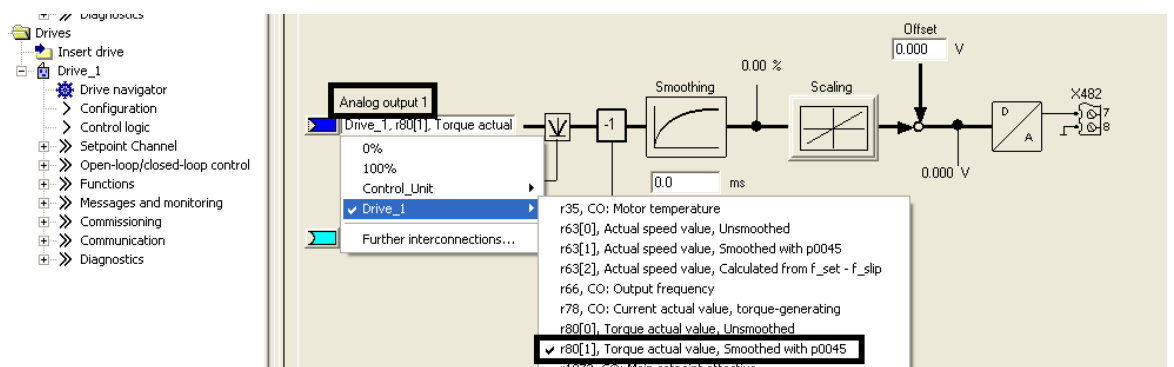 Diagnostics
Drives
Insert drive
Drive_1
Drive navigator
Configuration
Control logic
Setpoint Channel
Open-loop/closed-loop control
Functions
Messages and monitoring
Commissioning
Communication
Diagnostics
Offset
0.000 V
0.00 %
Smoothing
Scaling
X482
Analog output 1
Drive_1, r80[1], Torque actual
-1
D
A
7
8
0%
100%
Control_Unit
Drive_1
Further interconnections...
0.0 ms
0.000 V
r35, CO: Motor temperature
r63[0], Actual speed value, Unsmoothed
r63[1], Actual speed value, Smoothed with p0045
r63[2], Actual speed value, Calculated from f_set - f_slip
r66, CO: Output frequency
r78, CO: Current actual value, torque-generating
r80[0], Torque actual value, Unsmoothed
r80[1], Torque actual value, Smoothed with p0045